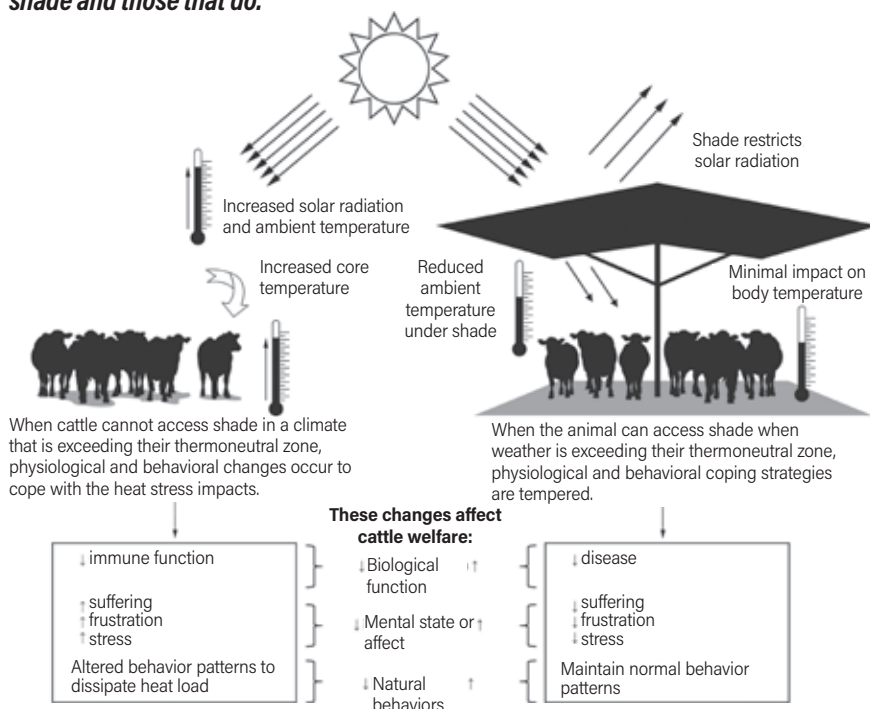 shade and those that do.
Shade restricts
solar radiation
Increased solar radiation
and ambient temperature
Increased core
temperature
Reduced
ambient
temperature
under shade
Minimal impact on
body temperature
When cattle cannot access shade in a climate
that is exceeding their thermoneutral zone,
physiological and behavioral changes occur to
cope with the heat stress impacts.
When the animal can access shade when
weather is exceeding their thermoneutral zone,
physiological and behavioral coping strategies
are tempered.
These changes affect
cattle welfare:
↓immune function
↑suffering
↑frustration
↑stress
Altered behavior patterns to
dissipate heat load
↓Biological ↑
function
↓Mental state or↑
affect
↓Natural ↑
behaviors
↓disease
↓suffering
↓frustration
↓stress
Maintain normal behavior
patterns